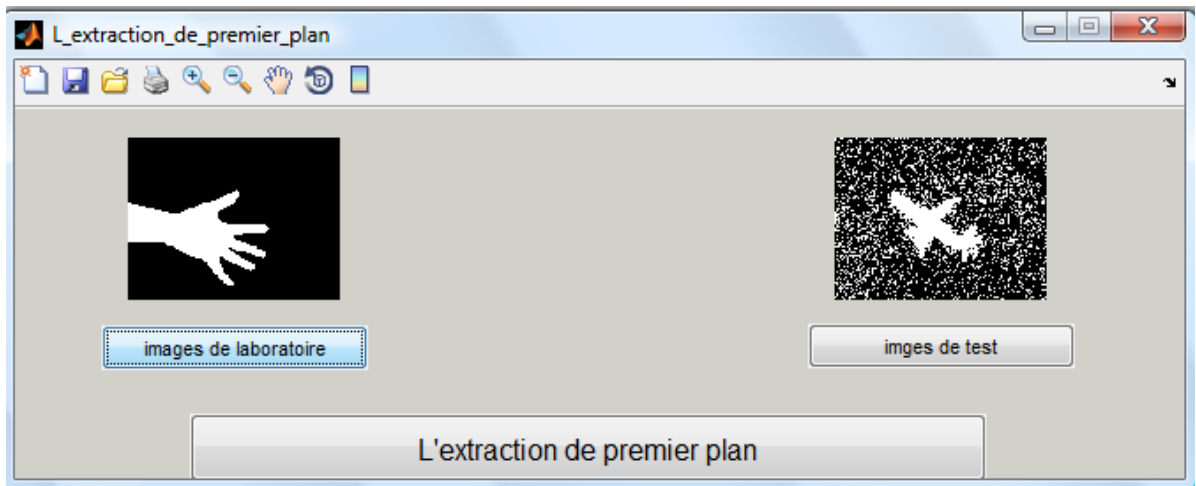 L_extraction_de_premier_plan
images de laboratoire
imges de test
L'extraction de premier plan